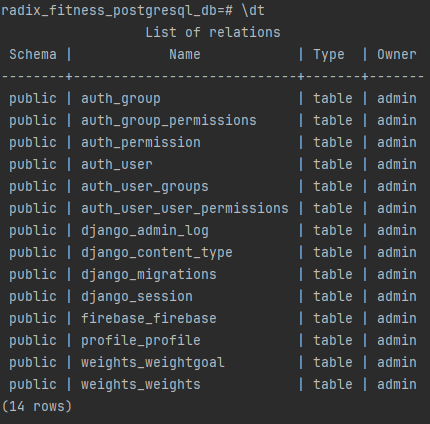 radix_fitness_postgresql_db=# \dt
List of relations
Schema | Name | Type | Owner
--------+----------------------------+-------+-------
public | auth_group | table | admin
public | auth_group_permissions | table | admin
public | auth_permission | table | admin
public | auth_user | table | admin
public | auth_user_groups | table | admin
public | auth_user_user_permissions | table | admin
public | django_admin_log | table | admin
public | django_content_type | table | admin
public | django_migrations | table | admin
public | django_session | table | admin
public | firebase_firebase | table | admin
public | profile_profile | table | admin
public | weights_weightgoal | table | admin
public | weights_weights | table | admin
(14 rows)